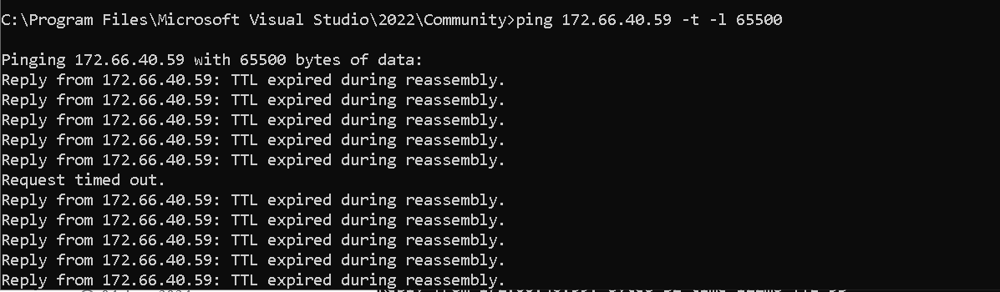 C:\Program Files\Microsoft Visual Studio\2022\Community>ping 172.66.40.59 -t -l 65500
Pinging 172.66.40.59 with 65500 bytes of data:
Reply from 172.66.40.59: TTL expired during reassembly.
Reply from 172.66.40.59: TTL expired during reassembly.
Reply from 172.66.40.59: TTL expired during reassembly.
Reply from 172.66.40.59: TTL expired during reassembly.
Reply from 172.66.40.59: TTL expired during reassembly.
Request timed out.
Reply from 172.66.40.59: TTL expired during reassembly.
Reply from 172.66.40.59: TTL expired during reassembly.
Reply from 172.66.40.59: TTL expired during reassembly.
Reply from 172.66.40.59: TTL expired during reassembly.
Reply from 172.66.40.59: TTL expired during reassembly.